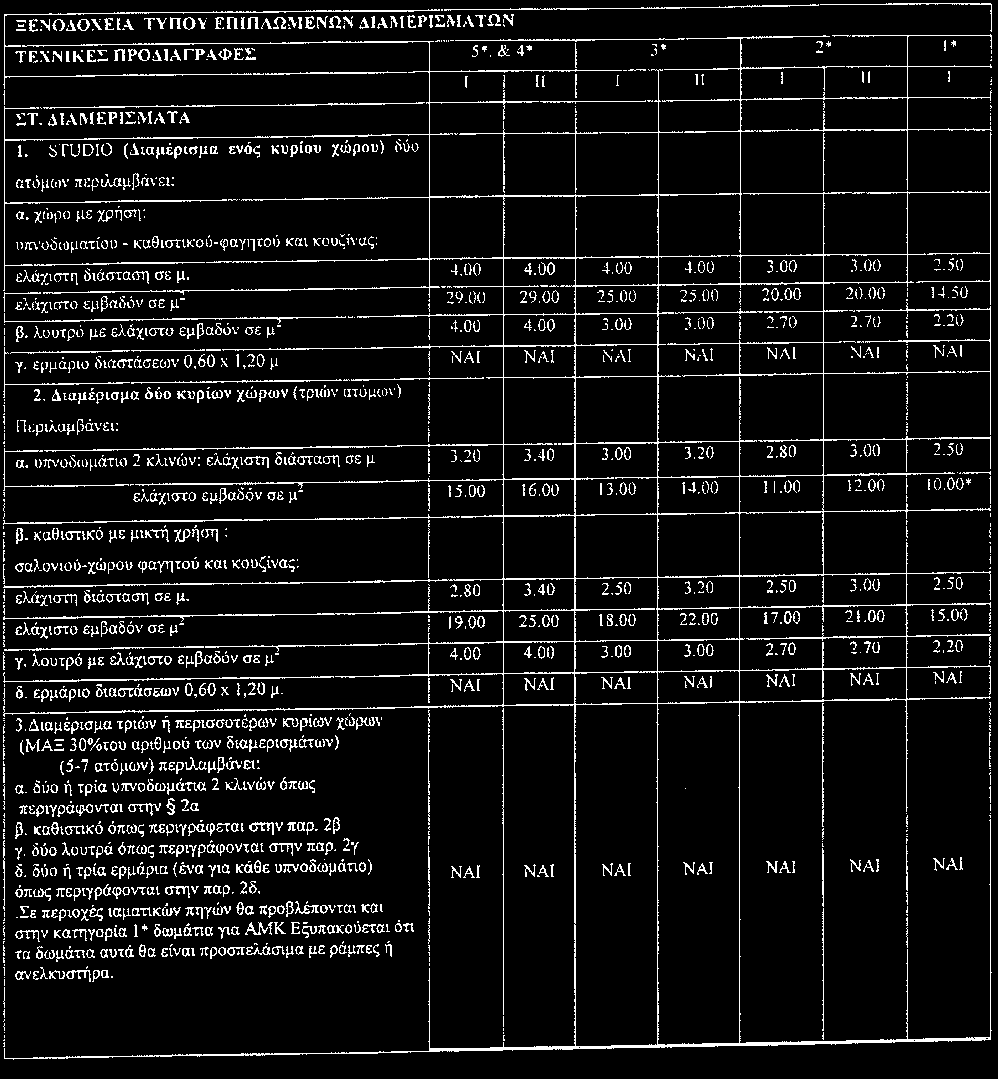 ΞΕΝΟΔΟΧΕΙΑ ΤΥΠΟΥ ΕΠΙΠΛΩΜΕΝΩΝ ΔΙΑΜΕΡΙΣΜΑΤΩΝ
ΤΕΧΝΙΚΕΣ ΠΡΟΔΙΑΓΡΑΦΕΣ 5*. & 4* 3* 2* 1*
I II I II I II I
ΣΤ. ΔΙΑΜΕΡΙΣΜΑΤΑ
1. STUDIO (Διαμέρισμα ενός κυρίου χώρου) δύο
ατόμων περιλαμβάνει:
α. χώρο με χρήση:
υπνοδωματίου - καθιστικού-φαγητού και κουζίνας:
ελάχιστη διάσταση σε μ. 4.00 4.00 4.00 4.00 3.00 3.00 2.50
ελάχιστο εμβαδόν σε μ² 29.00 29.00 25.00 25.00 20.00 20.00 14.50
β. λουτρό με ελάχιστο εμβαδόν σε μ² 4.00 4.00 3.00 3.00 2.70 2.70 2.20
γ. ερμάριο διαστάσεων 0,60 x 1,20 μ ΝΑΙ ΝΑΙ ΝΑΙ ΝΑΙ ΝΑΙ ΝΑΙ ΝΑΙ
2. Διαμέρισμα δύο κυρίων χώρων (τριών ατόμων)
Περιλαμβάνει:
α. υπνοδωμάτιο 2 κλινών: ελάχιστη διάσταση σε μ 3.20 3.40 3.00 3.20 2.80 3.00 2.50
ελάχιστο εμβαδόν σε μ² 15.00 16.00 13.00 14.00 11.00 12.00 10.00*
β. καθιστικό με μικτή χρήση :
σαλονιού-χώρου φαγητού και κουζίνας:
ελάχιστη διάσταση σε μ. 2.80 3.40 2.50 3.20 2.50 3.00 2.50
ελάχιστο εμβαδόν σε μ² 19.00 25.00 18.00 22.00 17.00 21.00 15.00
γ. λουτρό με ελάχιστο εμβαδόν σε μ² 4.00 4.00 3.00 3.00 2.70 2.70 2.20
δ. ερμάριο διαστάσεων 0,60 x 1,20 μ. ΝΑΙ ΝΑΙ ΝΑΙ ΝΑΙ ΝΑΙ ΝΑΙ ΝΑΙ
3.Διαμέρισμα τριών ή περισσοτέρων κυρίων χώρων
(ΜΑΞ 30%του αριθμού των διαμερισμάτων)
(5-7 ατόμων) περιλαμβάνει:
α. δύο ή τρία υπνοδωμάτια 2 κλινών όπως
περιγράφονται στην § 2α
β. καθιστικό όπως περιγράφεται στην παρ. 2β
γ. δύο λουτρά όπως περιγράφονται στην παρ. 2γ
δ. δύο ή τρία ερμάρια (ένα για κάθε υπνοδωμάτιο) ΝΑΙ ΝΑΙ ΝΑΙ ΝΑΙ ΝΑΙ ΝΑΙ ΝΑΙ
όπως περιγράφονται στην παρ. 2δ.
.Σε περιοχές ιαματικών πηγών θα προβλέπονται και
στην κατηγορία 1* δωμάτια για ΑΜΚ Εξυπακούεται ότι
τα δωμάτια αυτά θα είναι προσπελάσιμα με ράμπες ή
ανελκυστήρα.